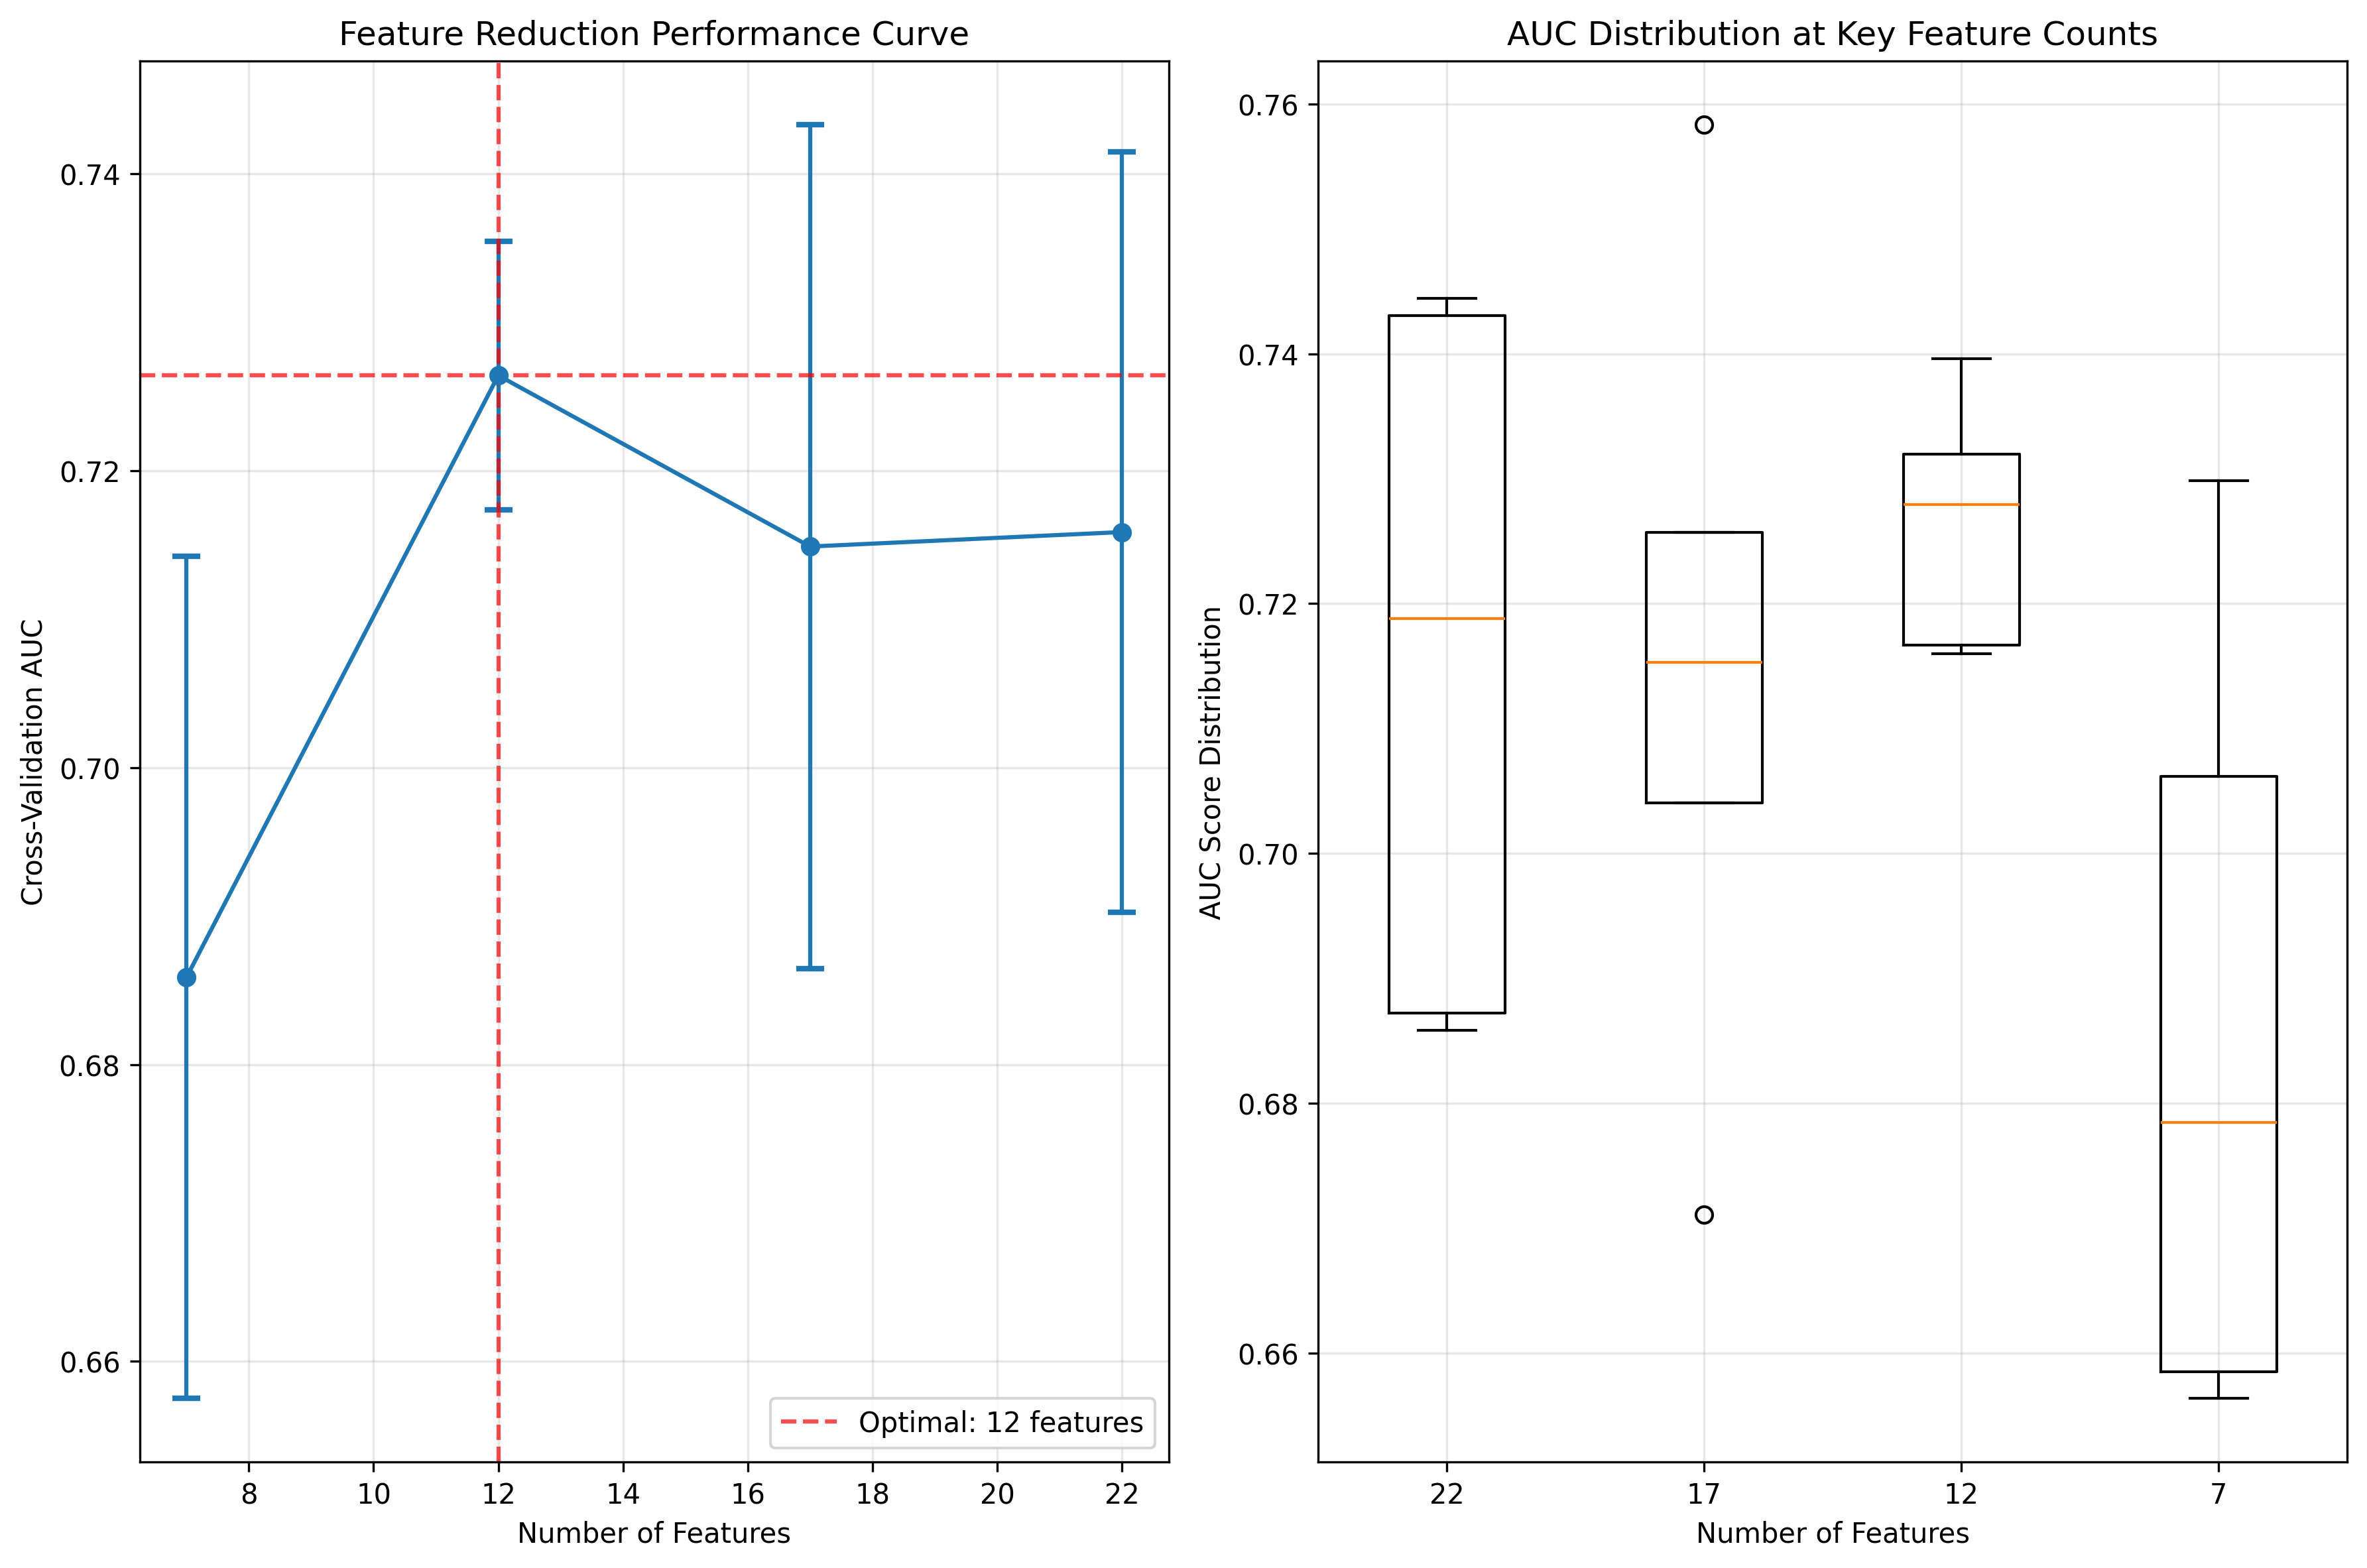 Feature Reduction Performance Curve
Cross-Validation AUC
0.74
0.72
0.70
0.68
0.66
Optimal: 12 features
8 10 12 14 16 18 20 22
Number of Features
AUC Distribution at Key Feature Counts
AUC Score Distribution
0.76
0.74
0.72
0.70
0.68
0.66
22 17 12 7
Number of Features